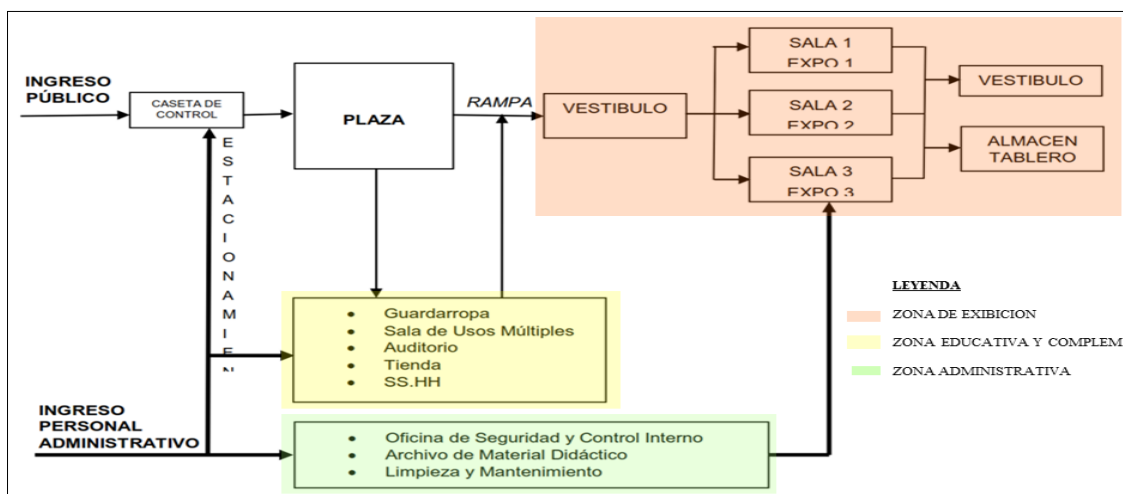 INGRESO
PÚBLICO
CASETA DE
CONTROL
ESTACIONAMIEN
PLAZA
RAMPA
VESTIBULO
SALA 1
EXPO 1
SALA 2
EXPO 2
SALA 3
EXPO 3
VESTIBULO
ALMACEN
TABLERO
• Guardarropa
• Sala de Usos Múltiples
• Auditorio
• Tienda
• SS.HH
INGRESO
PERSONAL
ADMINISTRATIVO
• Oficina de Seguridad y Control Interno
• Archivo de Material Didáctico
• Limpieza y Mantenimiento
LEYENDA
ZONA DE EXIBICION
ZONA EDUCATIVA Y COMPLEM
ZONA ADMINISTRATIVA